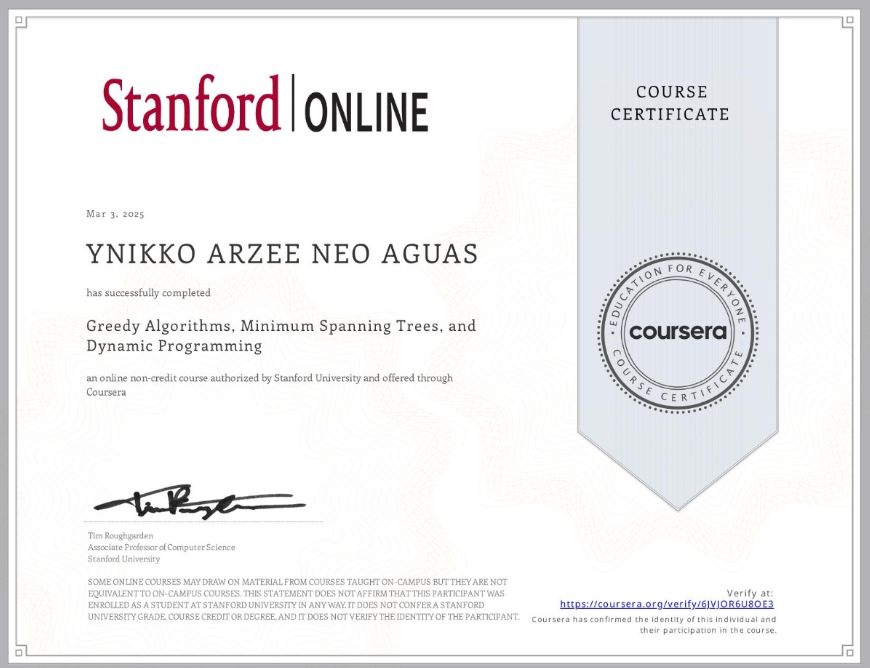 Stanford | ONLINE
COURSE
CERTIFICATE
Mar 3, 2025
YNIKKO ARZEE NEO AGUAS
has successfully completed
Greedy Algorithms, Minimum Spanning Trees, and
Dynamic Programming
an online non-credit course authorized by Stanford University and offered through
Coursera
EDUCATION FOR EVERYONE
coursera
COURSE CERTIFICATE
Tim Roughgarden
Associate Professor of Computer Science
Stanford University
SOME ONLINE COURSES MAY DRAW ON MATERIAL FROM COURSES TAUGHT ON-CAMPUS BUT THEY ARE NOT
EQUIVALENT TO ON-CAMPUS COURSES. THIS STATEMENT DOES NOT AFFIRM THAT THIS PARTICIPANT WAS
ENROLLED AS A STUDENT AT STANFORD UNIVERSITY IN ANY WAY. IT DOES NOT CONFER A STANFORD
UNIVERSITY GRADE, COURSE CREDIT OR DEGREE, AND IT DOES NOT VERIFY THE IDENTITY OF THE PARTICIPANT.
Verify at:
https://coursera.org/verify/6JVJOR6U8OE3
Coursera has confirmed the identity of this individual and
their participation in the course.